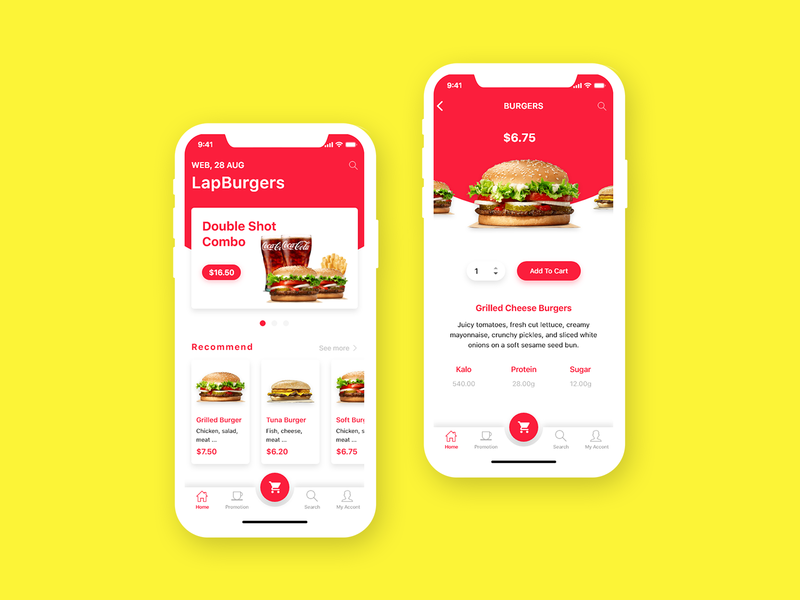 9:41
WEB, 28 AUG
LapBurgers
Double Shot
Combo
Coca-Cola
$16.50
Recommend
See more
Grilled Burger
Chicken, salad,
meat ...
$7.50
Tuna Burger
Fish, cheese,
meat ...
$6.20
Soft Burg
Chicken,
meat ...
$6.75
Home
Promotion
Search
My Accont
9:41
BURGERS
$6.75
1
Add To Cart
Grilled Cheese Burgers
Juicy tomatoes, fresh cut lettuce, creamy
mayonnaise, crunchy pickles, and sliced white
onions on a soft sesame seed bun.
Kalo Protein Sugar
540.00 28.00g 12.00g
Home
Promotion
Search
My Accont